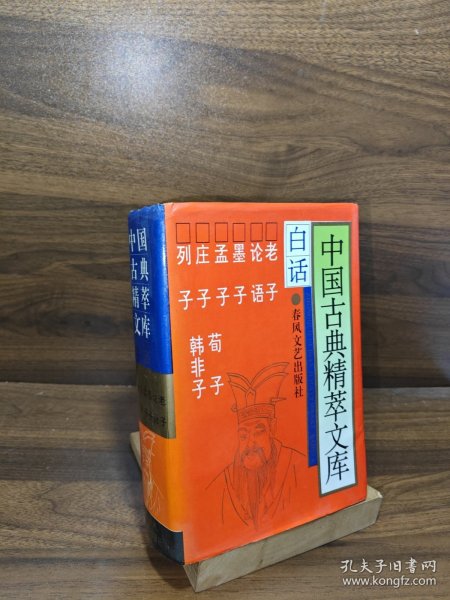 中国古典精萃文库
白话
春风文艺出版社
老子
论语
墨子
孟子
庄子
列子
荀子
韩非子
中国
古典
精萃
文库
孔夫子旧书网
www.kongfz.com